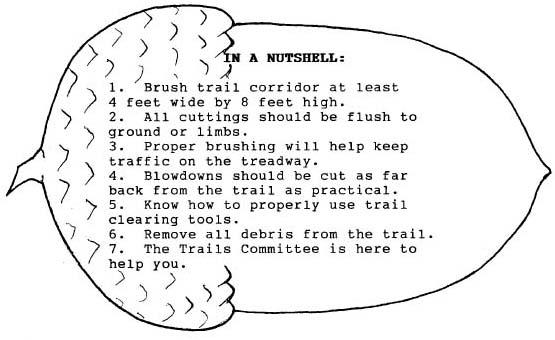 IN A NUTSHELL:
1. Brush trail corridor at least
4 feet wide by 8 feet high.
2. All cuttings should be flush to
ground or limbs.
3. Proper brushing will help keep
traffic on the treadway.
4. Blowdowns should be cut as far
back from the trail as practical.
5. Know how to properly use trail
clearing tools.
6. Remove all debris from the trail.
7. The Trails Committee is here to
help you.